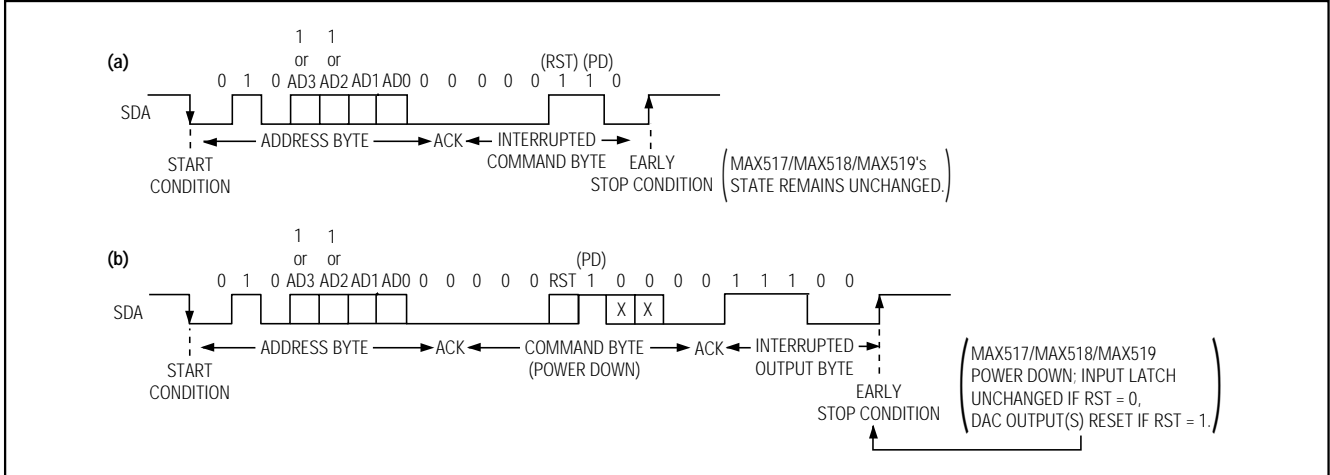 (a)
1 1
or or
(RST) (PD)
0 1 0 AD3 AD2 AD1 AD0 0 0 0 0 0 1 1 0
SDA
ADDRESS BYTE ACK INTERRUPTED
COMMAND BYTE
START
CONDITION
EARLY
STOP CONDITION
MAX517/MAX518/MAX519's
STATE REMAINS UNCHANGED.
(b)
1 1
or or
(PD)
0 1 0 AD3 AD2 AD1 AD0 0 0 0 0 0 RST 1 0 0 0 0 1 1 1 0 0
SDA
X X
ADDRESS BYTE ACK COMMAND BYTE ACK INTERRUPTED
(POWER DOWN) OUTPUT BYTE
START
CONDITION
EARLY
STOP CONDITION
MAX517/MAX518/MAX519
POWER DOWN; INPUT LATCH
UNCHANGED IF RST = 0,
DAC OUTPUT(S) RESET IF RST = 1.